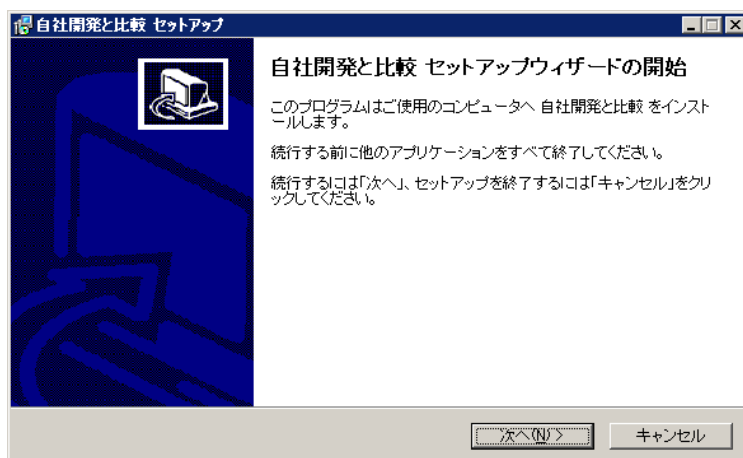 自社開発と比較 セットアップ
自社開発と比較 セットアップウィザードの開始
このプログラムはご使用のコンピュータへ 自社開発と比較 をインスト
ールします。
続行する前に他のアプリケーションをすべて終了してください。
続行するには「次へ」、セットアップを終了するには「キャンセル」をクリ
ックしてください。
次へ(N) >
キャンセル